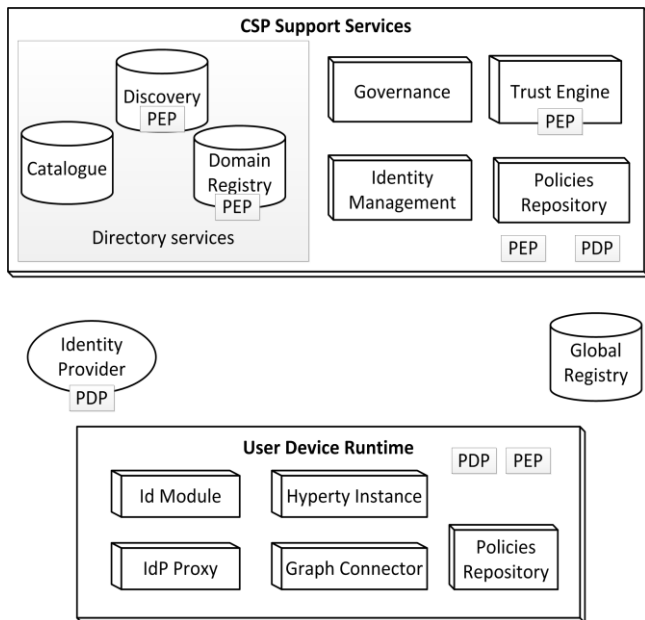 CSP Support Services
Discovery
PEP
Catalogue
Domain
Registry
PEP
Directory services
Governance
Trust Engine
PEP
Identity
Management
Policies
Repository
PEP
PDP
Identity
Provider
PDP
Global
Registry
User Device Runtime
PDP
PEP
Id Module
Hyperty Instance
IdP Proxy
Graph Connector
Policies
Repository